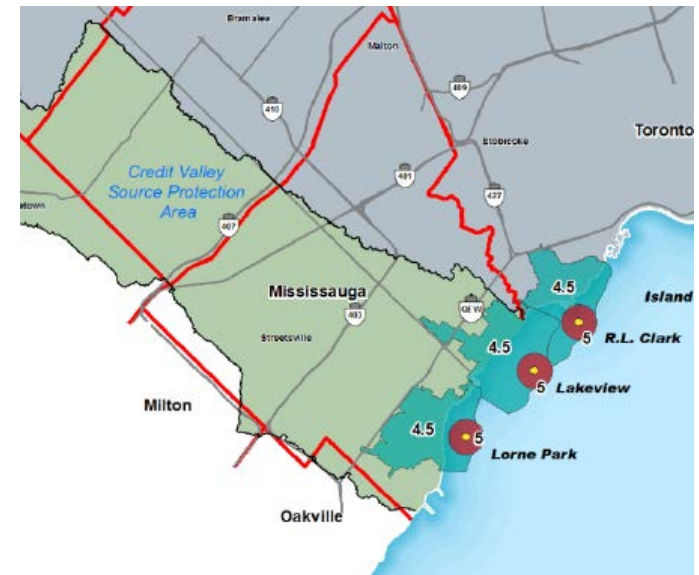 Bramalea
Malton
409
410
Toronto
Etobicoke
Credit Valley
Source Protection
Area
401
427
407
4.5
Mississauga
Island
QEW
403
5
R.L. Clark
4.5
Streetsville
5
Lakeview
Milton
4.5
5
Lorne Park
Oakville